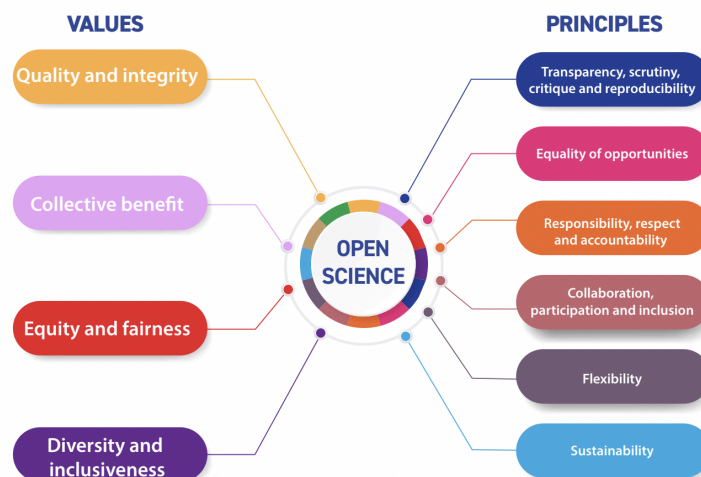 VALUES
Quality and integrity
Collective benefit
Equity and fairness
Diversity and
inclusiveness
OPEN
SCIENCE
PRINCIPLES
Transparency, scrutiny,
critique and reproducibility
Equality of opportunities
Responsibility, respect
and accountability
Collaboration,
participation and inclusion
Flexibility
Sustainability